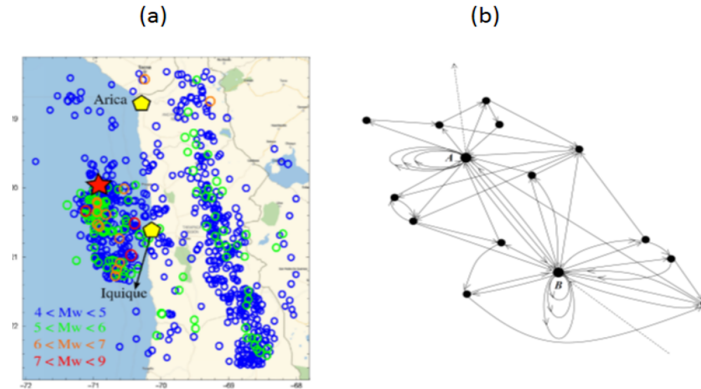 (a)
(b)
Arica
Iquique
4 < Mw < 5
5 < Mw < 6
6 < Mw < 7
7 < Mw < 9
−72 −71 −70 −69 −68
A
B